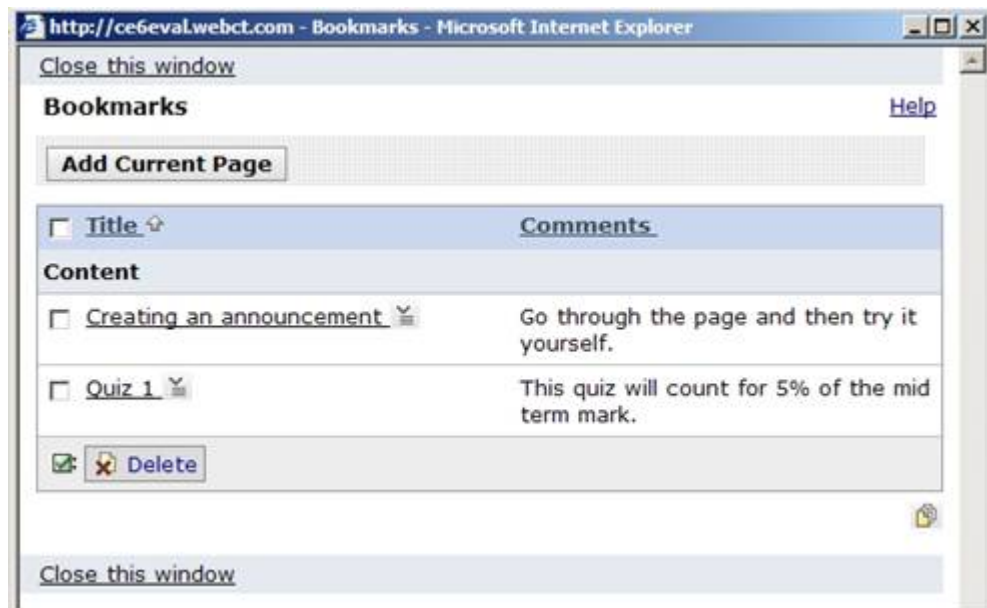 http://ce6eval.webct.com - Bookmarks - Microsoft Internet Explorer
Close this window
Bookmarks
Help
Add Current Page
Title
Comments
Content
Creating an announcement
Go through the page and then try it
yourself.
Quiz 1
This quiz will count for 5% of the mid
term mark.
Delete
Close this window